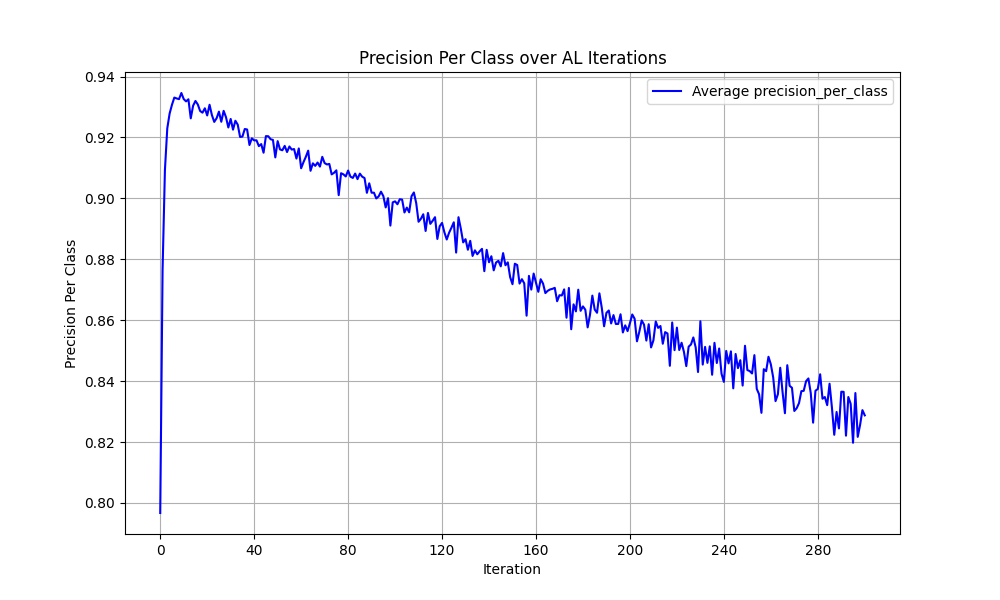 Precision Per Class over AL Iterations
Average precision_per_class
Precision Per Class
0.94
0.92
0.90
0.88
0.86
0.84
0.82
0.80
0 40 80 120 160 200 240 280
Iteration